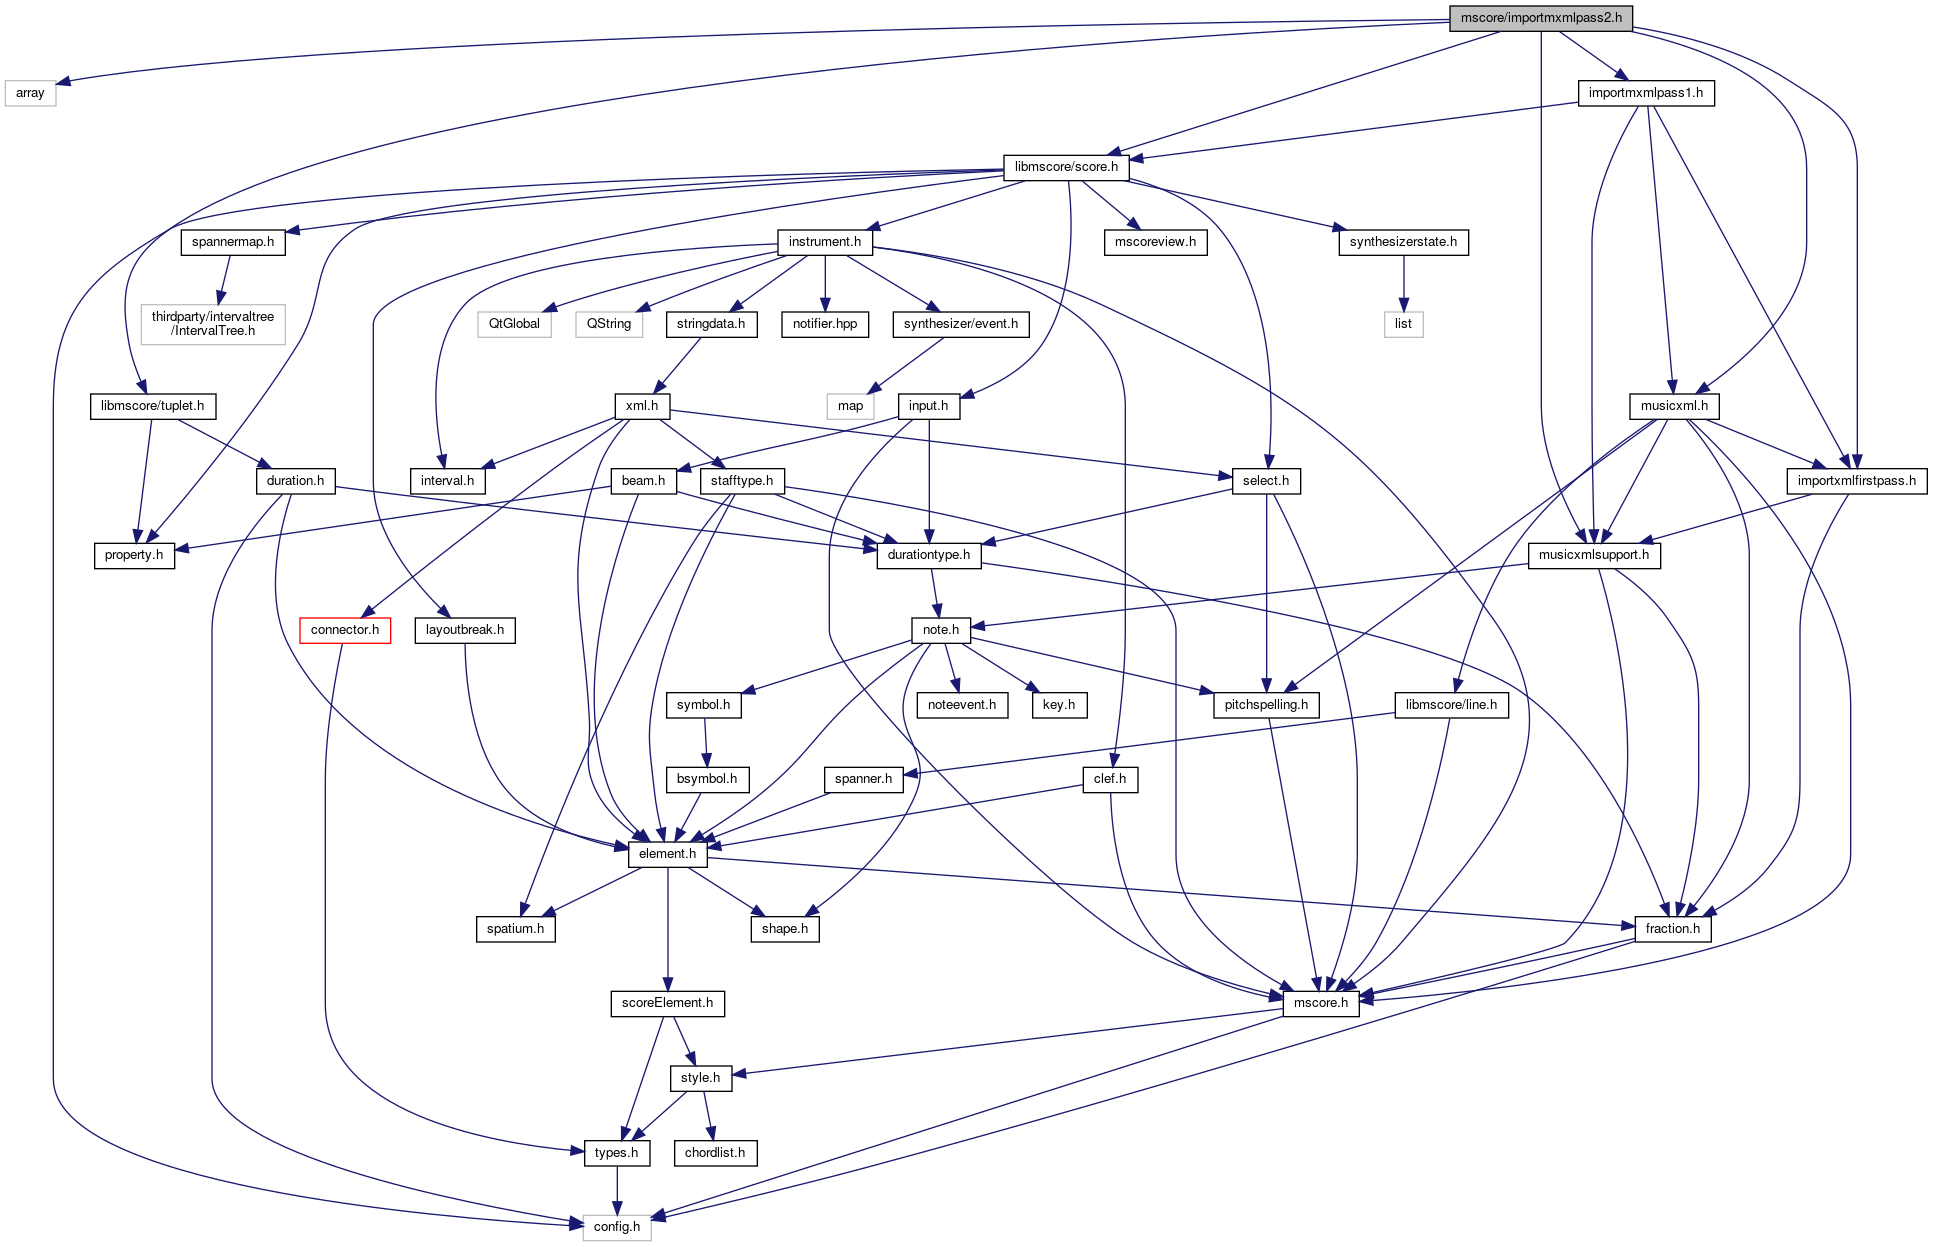 mscore/importmxmlpass2.h
array
importmxmlpass1.h
libmscore/score.h
spannermap.h
instrument.h
mscoreview.h
synthesizerstate.h
thirdparty/intervaltree
/IntervalTree.h
QtGlobal
QString
stringdata.h
notifier.hpp
synthesizer/event.h
list
libmscore/tuplet.h
xml.h
map
input.h
musicxml.h
duration.h
interval.h
beam.h
stafftype.h
select.h
importxmlfirstpass.h
property.h
durationtype.h
musicxmlsupport.h
connector.h
layoutbreak.h
note.h
symbol.h
noteevent.h
key.h
pitchspelling.h
libmscore/line.h
bsymbol.h
spanner.h
clef.h
element.h
spatium.h
shape.h
fraction.h
scoreElement.h
mscore.h
style.h
types.h
chordlist.h
config.h